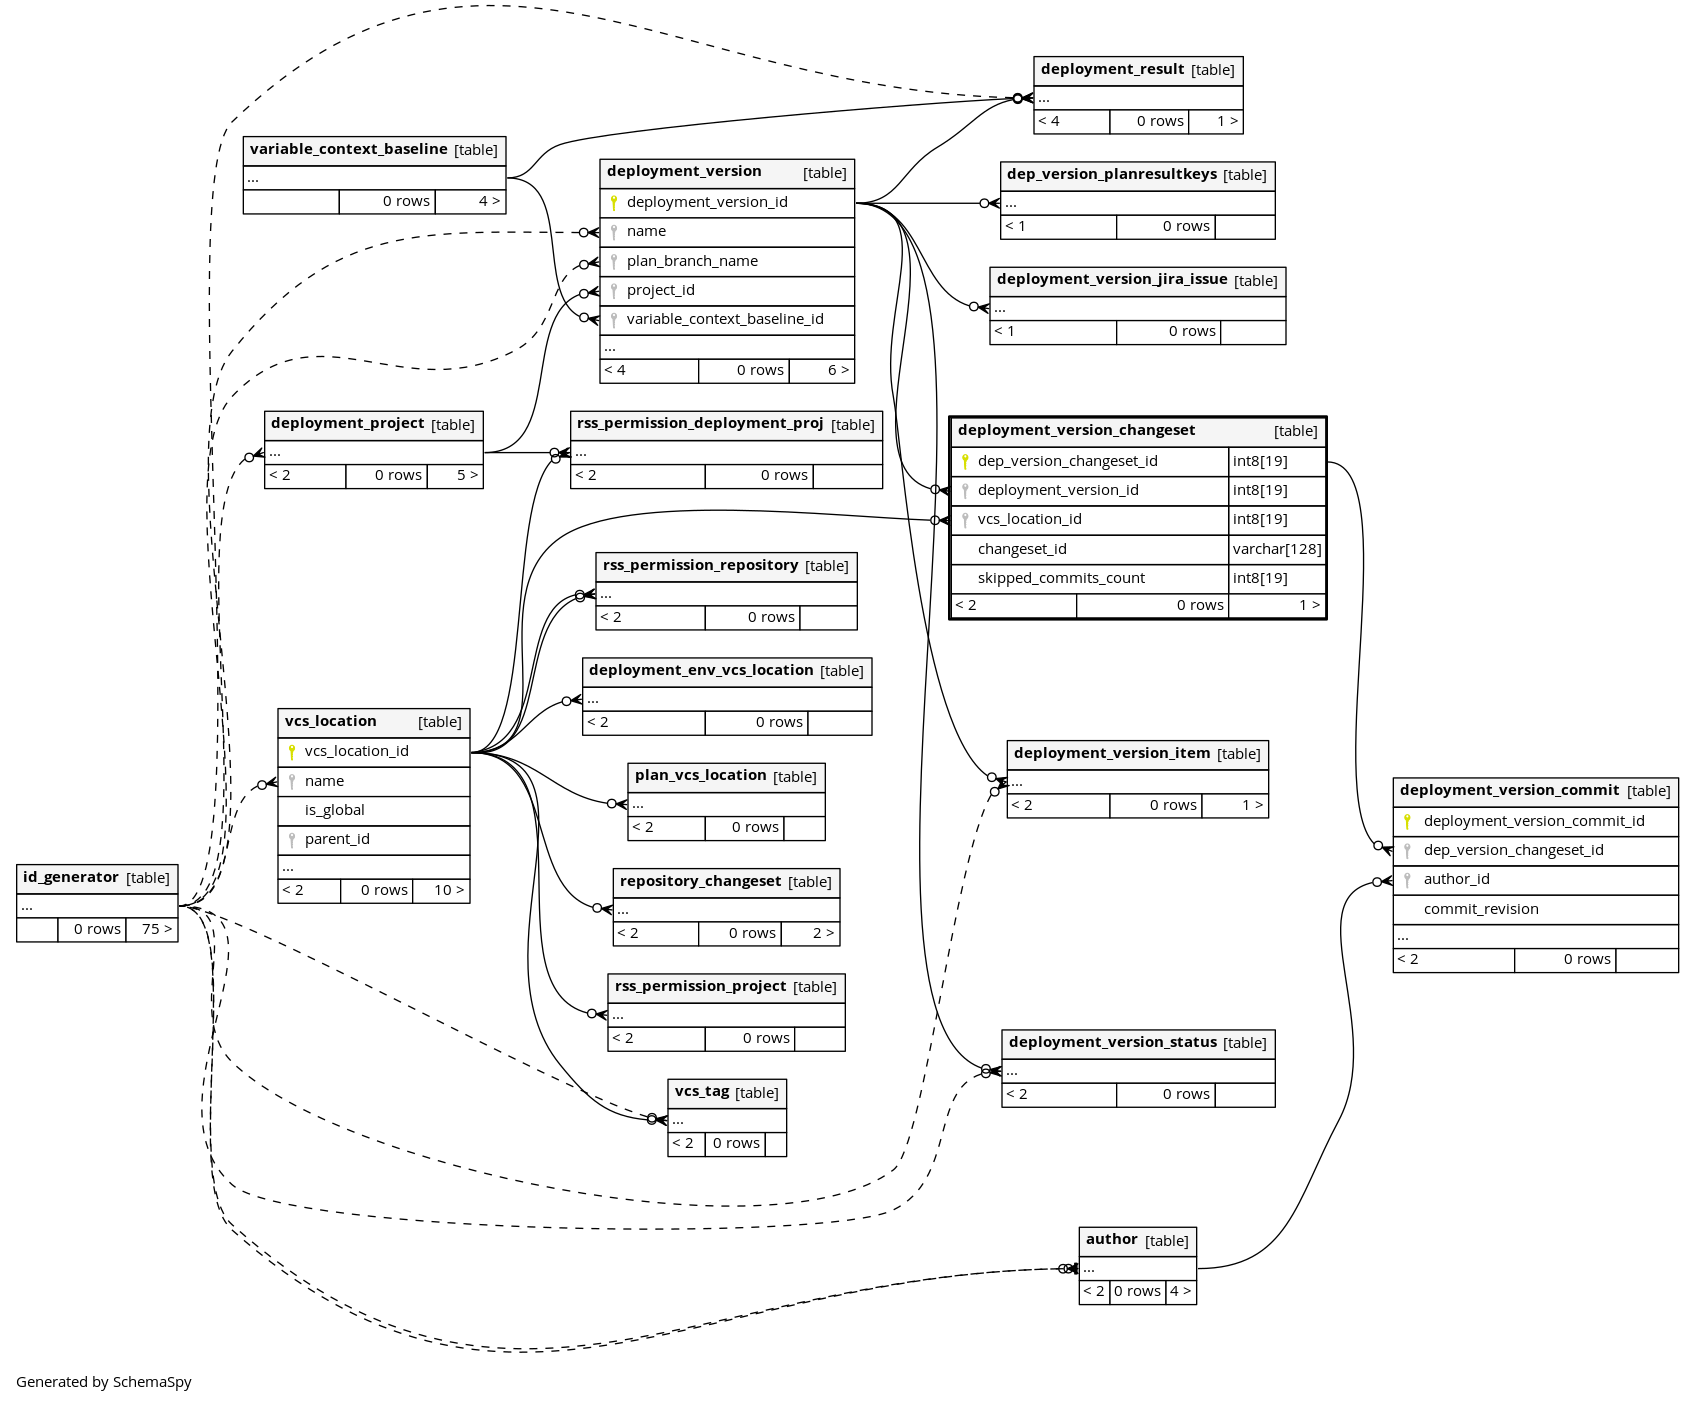 deployment_result [table]
...
< 4 0 rows 1 >
variable_context_baseline [table]
...
0 rows 4 >
deployment_version [table]
deployment_version_id
name
plan_branch_name
project_id
variable_context_baseline_id
...
< 4 0 rows 6 >
dep_version_planresultkeys [table]
...
< 1 0 rows
deployment_version_jira_issue [table]
...
< 1 0 rows
deployment_project [table]
...
< 2 0 rows 5 >
rss_permission_deployment_proj [table]
...
< 2 0 rows
deployment_version_changeset [table]
dep_version_changeset_id int8[19]
deployment_version_id int8[19]
vcs_location_id int8[19]
changeset_id varchar[128]
skipped_commits_count int8[19]
< 2 0 rows 1 >
rss_permission_repository [table]
...
< 2 0 rows
deployment_env_vcs_location [table]
...
< 2 0 rows
vcs_location [table]
vcs_location_id
name
is_global
parent_id
...
< 2 0 rows 10 >
plan_vcs_location [table]
...
< 2 0 rows
deployment_version_item [table]
...
< 2 0 rows 1 >
deployment_version_commit [table]
deployment_version_commit_id
dep_version_changeset_id
author_id
commit_revision
...
< 2 0 rows
id_generator [table]
...
0 rows 75 >
repository_changeset [table]
...
< 2 0 rows 2 >
rss_permission_project [table]
...
< 2 0 rows
deployment_version_status [table]
...
< 2 0 rows
vcs_tag [table]
...
< 2 0 rows
author [table]
...
< 2 0 rows 4 >
Generated by SchemaSpy